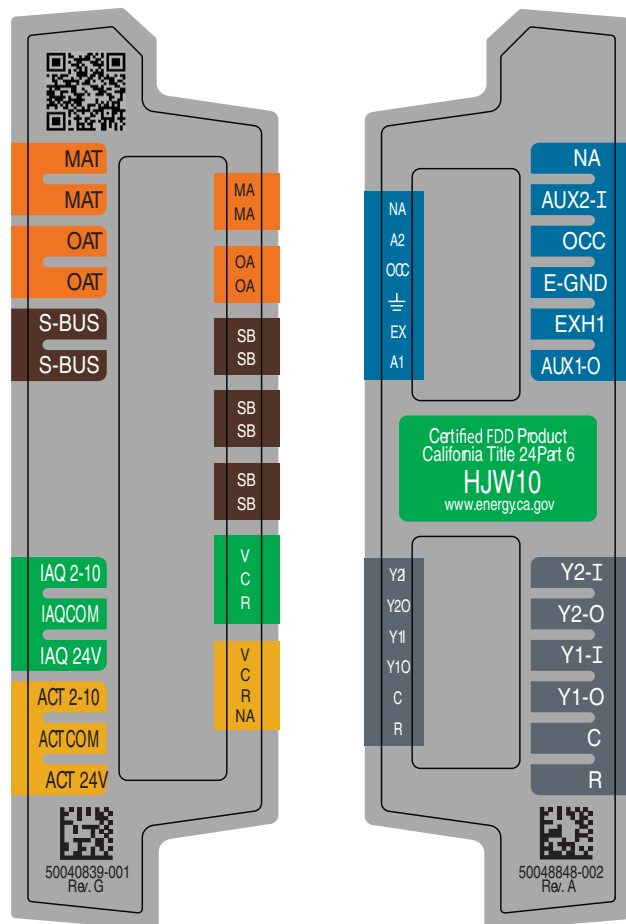 MAT
MAT
OAT
OAT
S-BUS
S-BUS
IAQ 2-10
IAQCOM
IAQ 24V
ACT 2-10
ACTCOM
ACT 24V
MA
MA
OA
OA
SB
SB
SB
SB
SB
SB
V
C
R
V
C
R
NA
50040839-001
Rev. G
NA
A2
OCC
EX
A1
NA
AUX2-I
OCC
E-GND
EXH1
AUX1-O
Certified FDD Product
California Title 24,Part 6
HJW10
www.energy.ca.gov
Y2I
Y2O
Y1I
Y1O
C
R
Y2-I
Y2-O
Y1-I
Y1-O
C
R
50048848-002
Rev. A